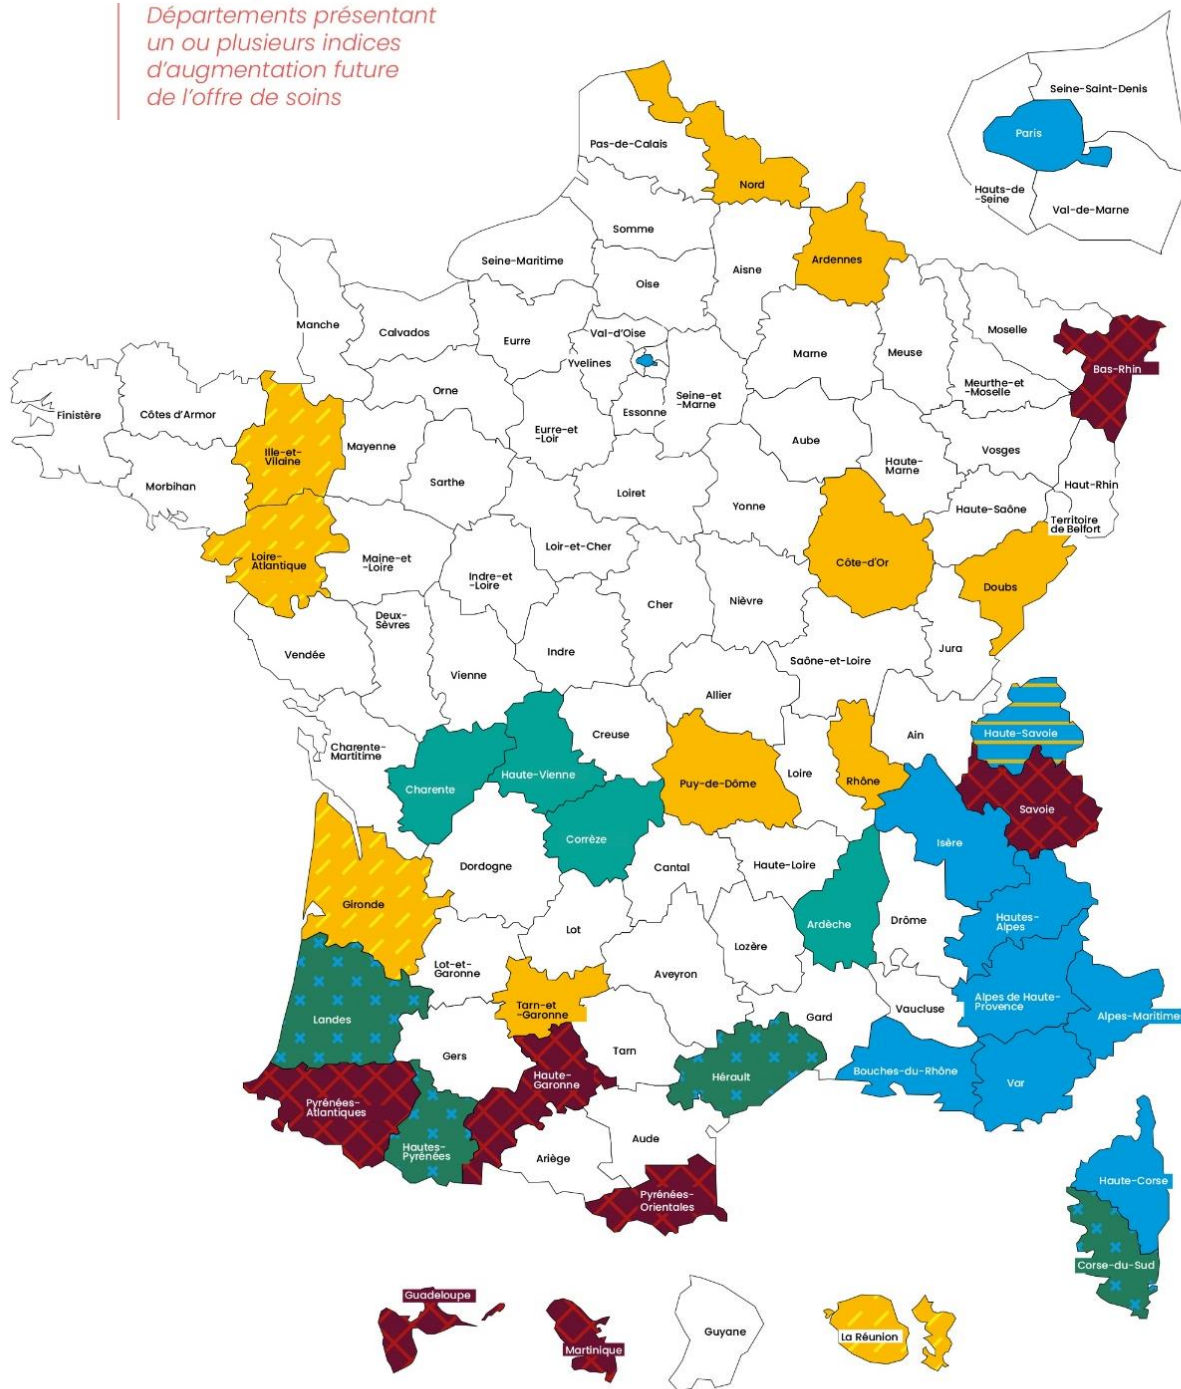 Départements présentant
un ou plusieurs indices
d'augmentation future
de l'offre de soins
Seine-Saint-Denis
Paris
Hauts-de
-Seine
Val-de-Marne
Pas-de-Calais
Nord
Somme
Seine-Maritime
Oise
Aisne
Ardennes
Manche
Calvados
Eurre
Val-d'Oise
Yvelines
Essonne
Seine-et
-Marne
Marne
Meuse
Moselle
Meurthe-et
-Moselle
Bas-Rhin
Finistère
Côtes d'Armor
Orne
Eurre-et
-Loir
Aube
Haute-
Marne
Vosges
Haut-Rhin
Morbihan
Ille-et-
Vilaine
Mayenne
Sarthe
Loiret
Yonne
Haute-Saône
Territoire
de Belfort
Loire-
Atlantique
Maine-et
-Loire
Indre-et
-Loire
Loir-et-Cher
Cher
Nièvre
Côte-d'Or
Doubs
Vendée
Deux-
Sèvres
Vienne
Indre
Saône-et-Loire
Jura
Allier
Charente-
Martitime
Charente
Haute-Vienne
Creuse
Puy-de-Dôme
Loire
Rhône
Ain
Haute-Savoie
Savoie
Corrèze
Isère
Dordogne
Cantal
Haute-Loire
Gironde
Lot
Lozère
Ardèche
Drôme
Hautes-
Alpes
Lot-et-
Garonne
Aveyron
Landes
Tarn-et
-Garonne
Gard
Vaucluse
Alpes de Haute-
Provence
Alpes-Maritime
Gers
Tarn
Hérault
Bouches-du-Rhône
Var
Pyrénées-
Atlantiques
Haute-
Garonne
Hautes-
Pyrénées
Ariège
Aude
Pyrénées-
Orientales
Haute-Corse
Corse-du-Sud
Guadeloupe
Martinique
Guyane
La Réunion